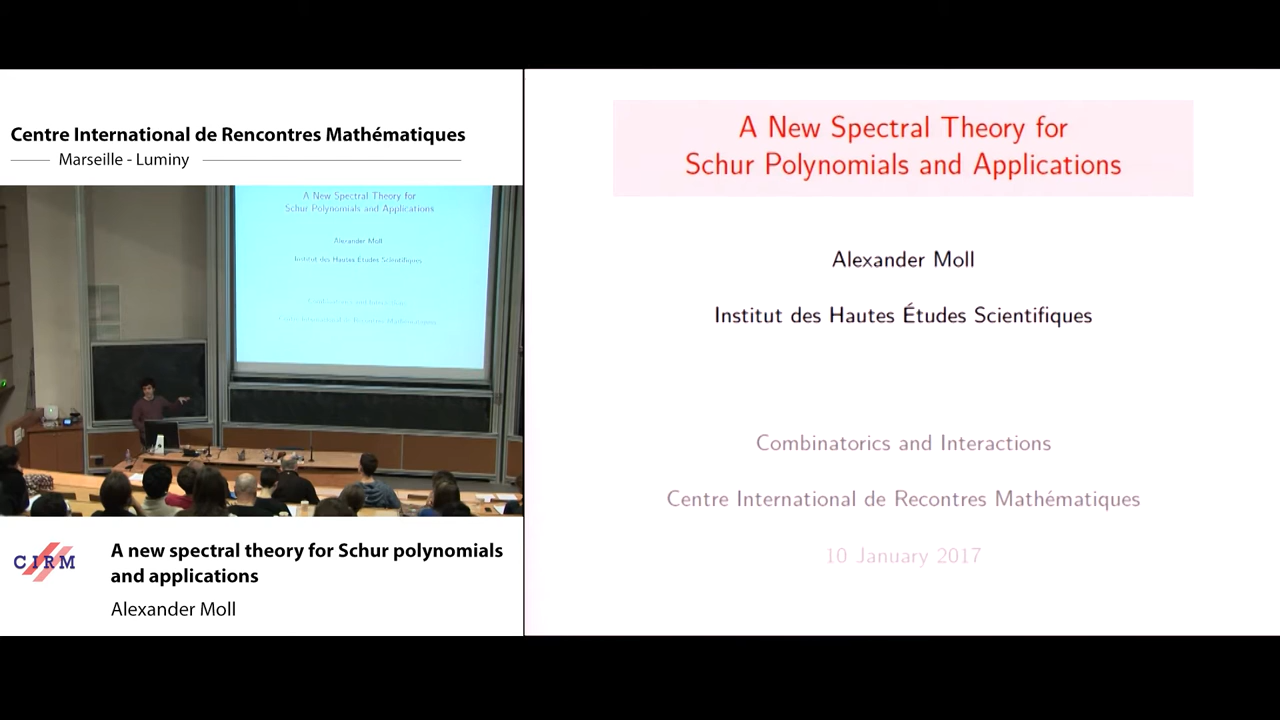 Centre International de Rencontres Mathématiques
Marseille - Luminy
A New Spectral Theory for
Schur Polynomials and Applications
Alexander Moll
Institut des Hautes Études Scientifiques
CIRM
A new spectral theory for Schur polynomials
and applications
Alexander Moll
A New Spectral Theory for
Schur Polynomials and Applications
Alexander Moll
Institut des Hautes Études Scientifiques
Combinatorics and Interactions
Centre International de Recontres Mathématiques
10 January 2017